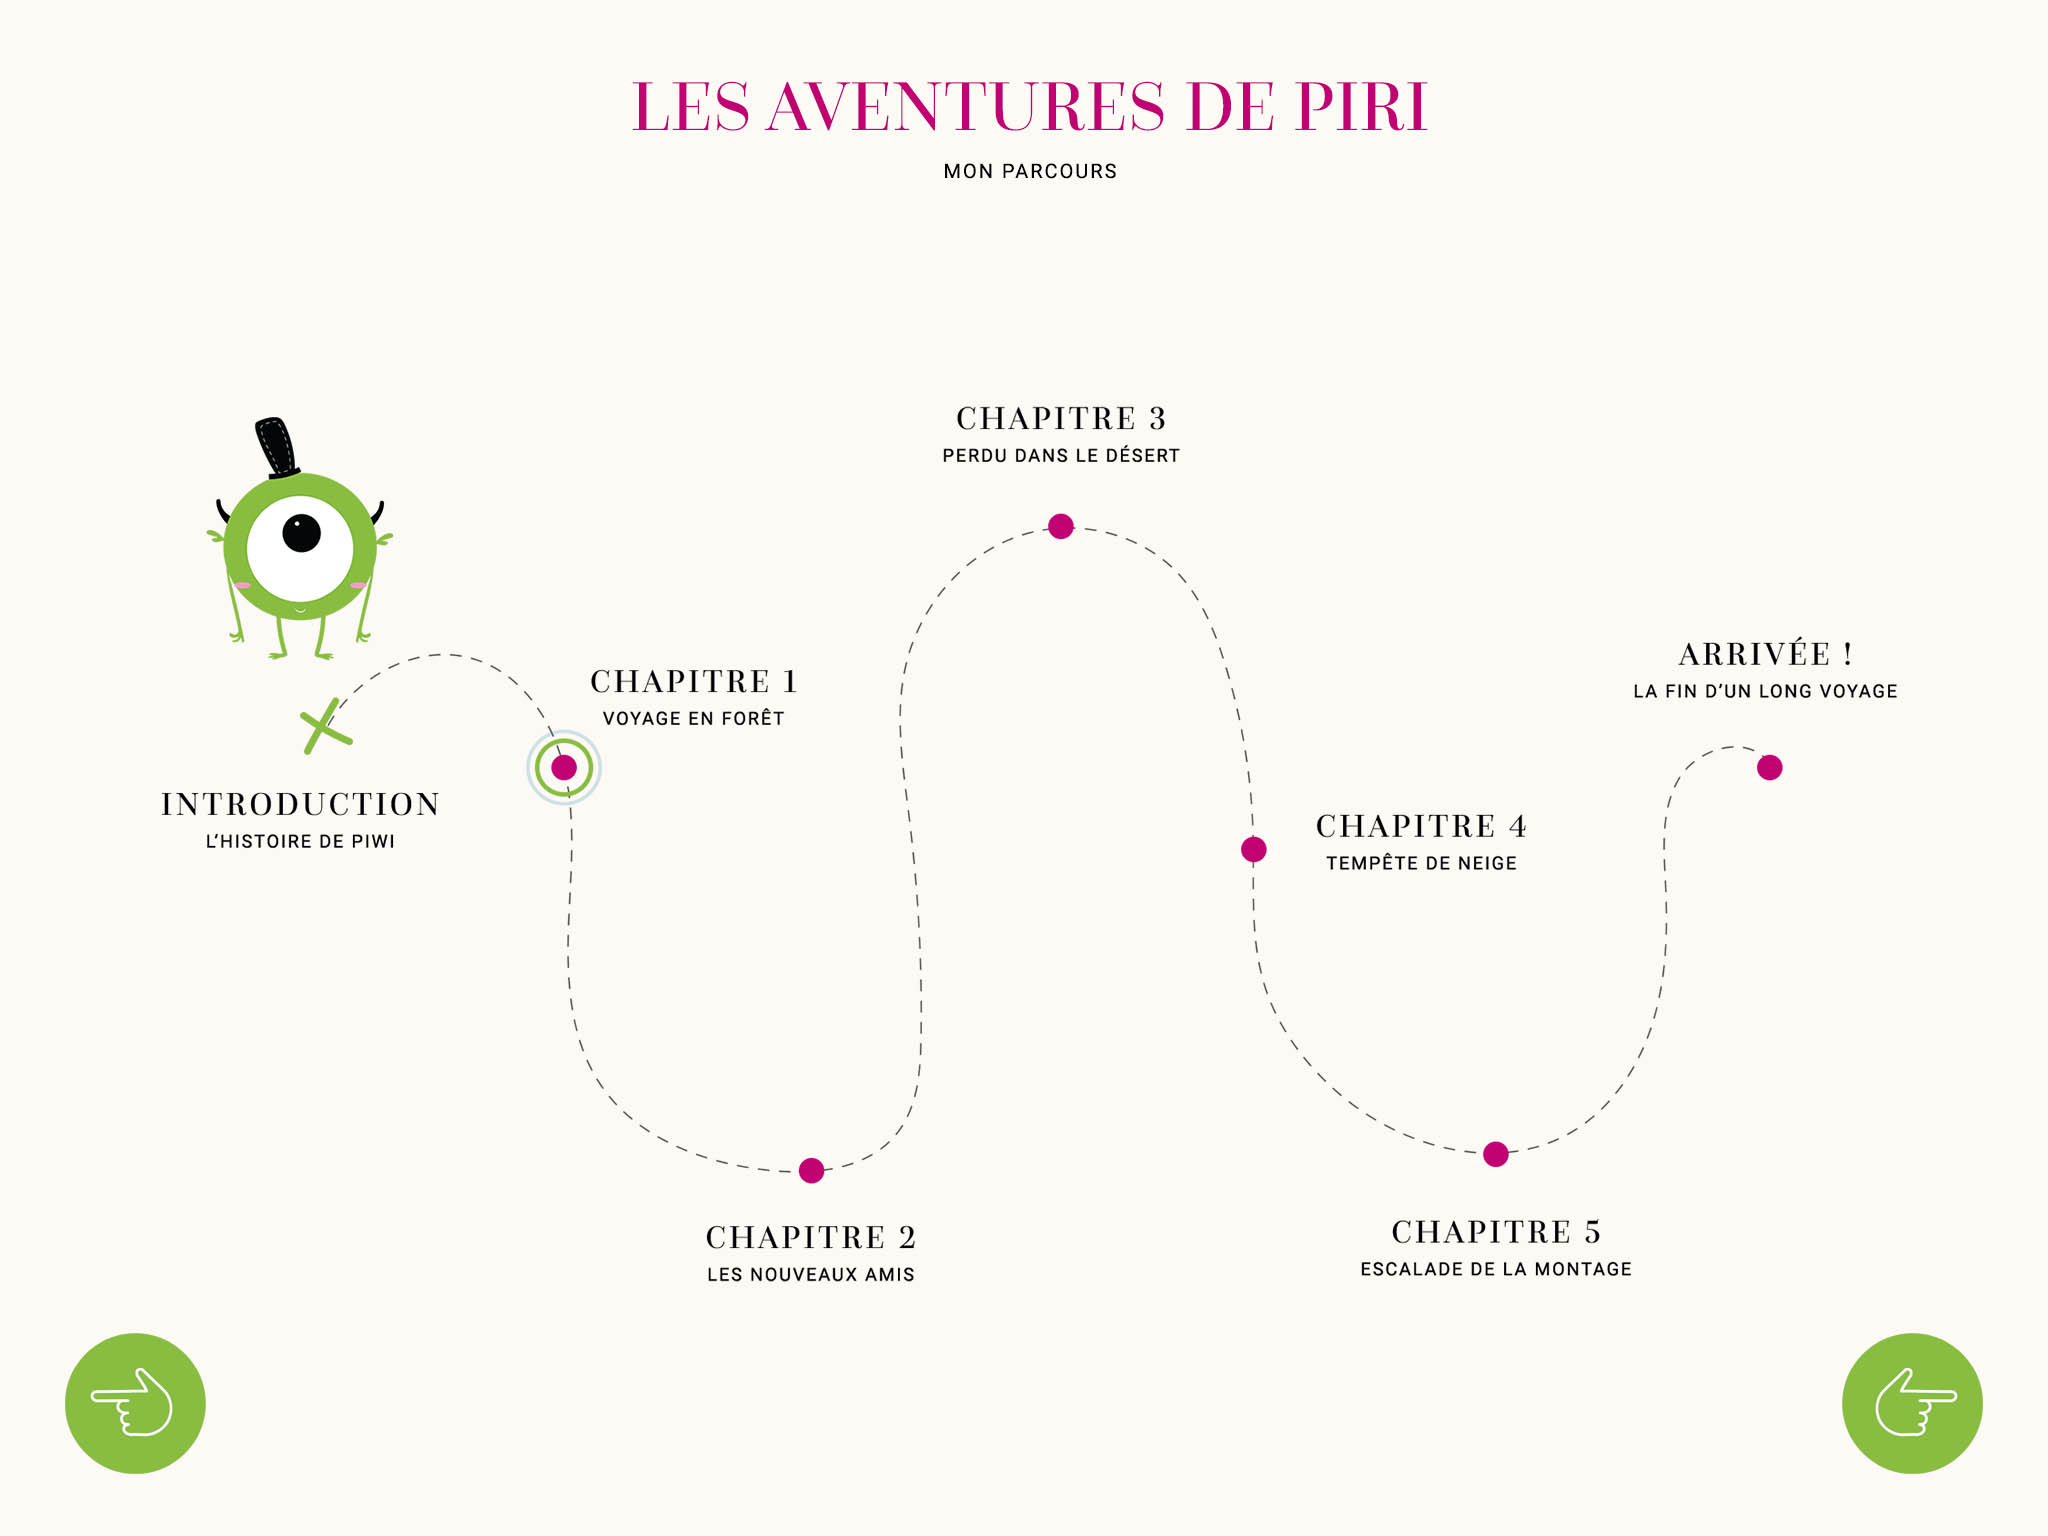 LES AVENTURES DE PIRI
MON PARCOURS
INTRODUCTION
L'HISTOIRE DE PIWI
CHAPITRE 1
VOYAGE EN FORÊT
CHAPITRE 2
LES NOUVEAUX AMIS
CHAPITRE 3
PERDU DANS LE DÉSERT
CHAPITRE 4
TEMPÊTE DE NEIGE
CHAPITRE 5
ESCALADE DE LA MONTAGE
ARRIVÉE !
LA FIN D'UN LONG VOYAGE